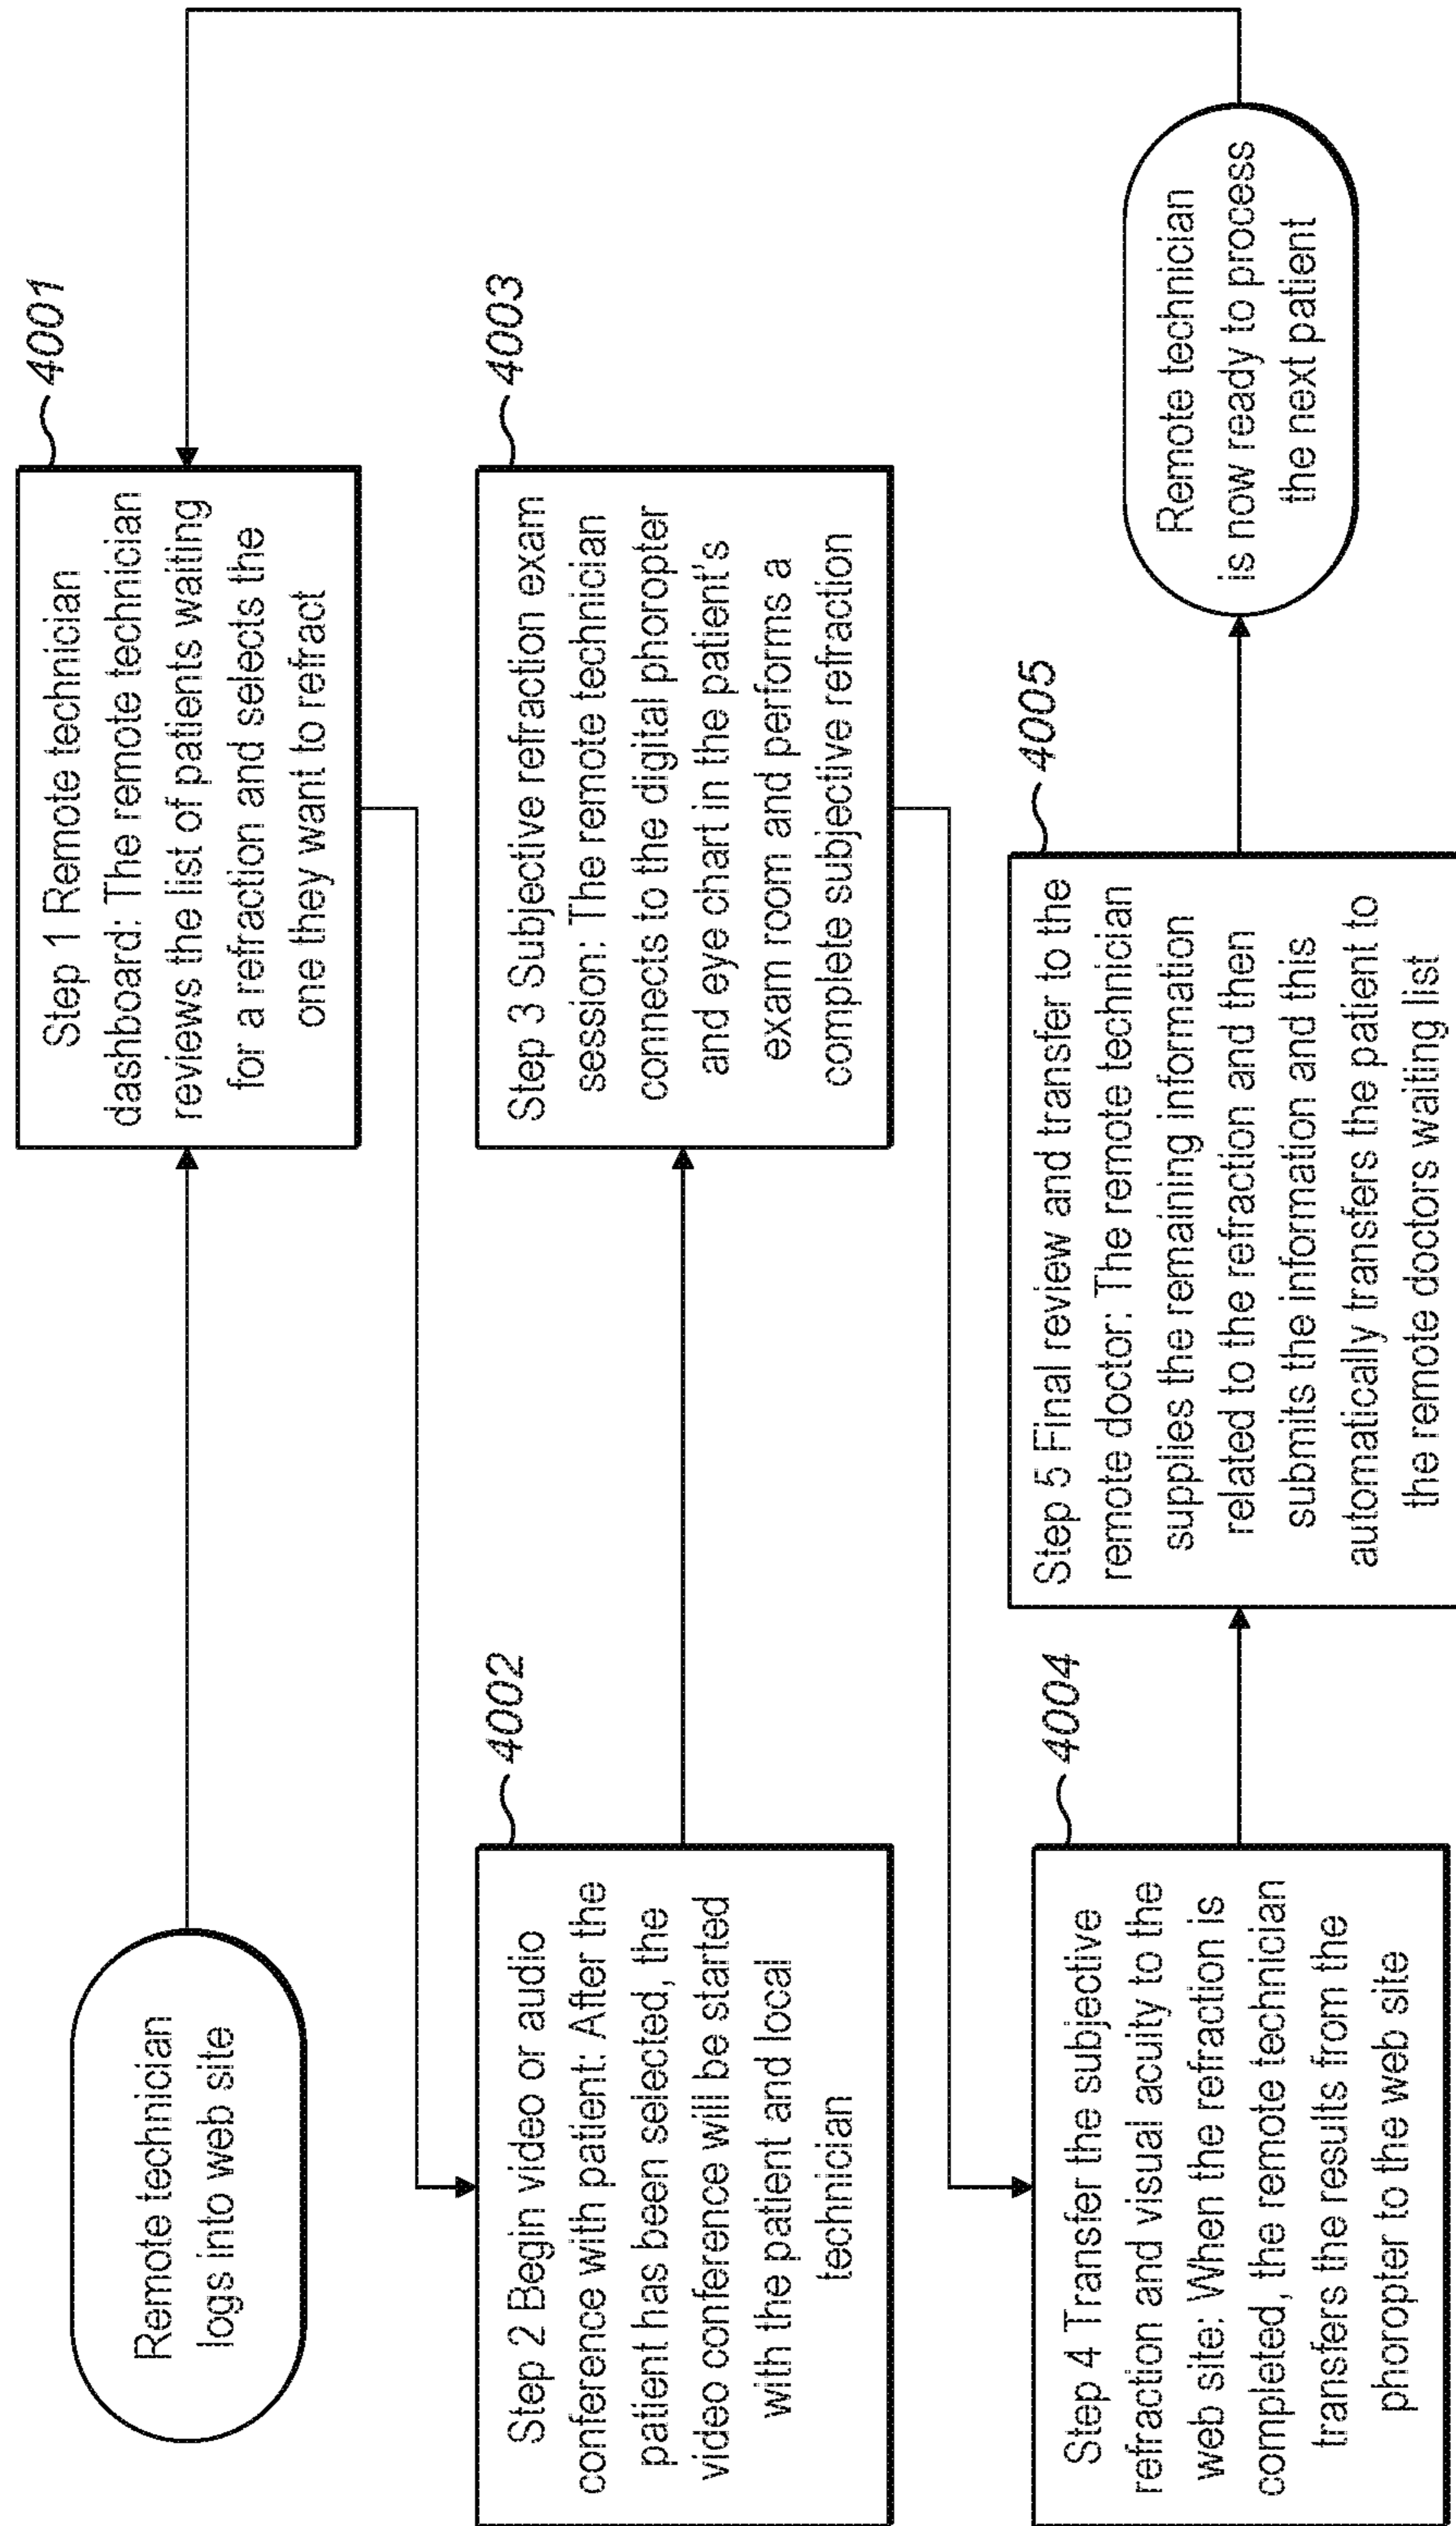 Remote technician
logs into web site
4001
Step 1 Remote technician
dashboard: The remote technician
reviews the list of patients waiting
for a refraction and selects the
one they want to refract
4002
Step 2 Begin video or audio
conference with patient: After the
patient has been selected, the
video conference will be started
with the patient and local
technician
4003
Step 3 Subjective refraction exam
session: The remote technician
connects to the digital phoropter
and eye chart in the patient's
exam room and performs a
complete subjective refraction
4004
Step 4 Transfer the subjective
refraction and visual acuity to the
web site: When the refraction is
completed, the remote technician
transfers the results from the
phoropter to the web site
4005
Step 5 Final review and transfer to the
remote doctor: The remote technician
supplies the remaining information
related to the refraction and then
submits the information and this
automatically transfers the patient to
the remote doctors waiting list
Remote technician
is now ready to process
the next patient